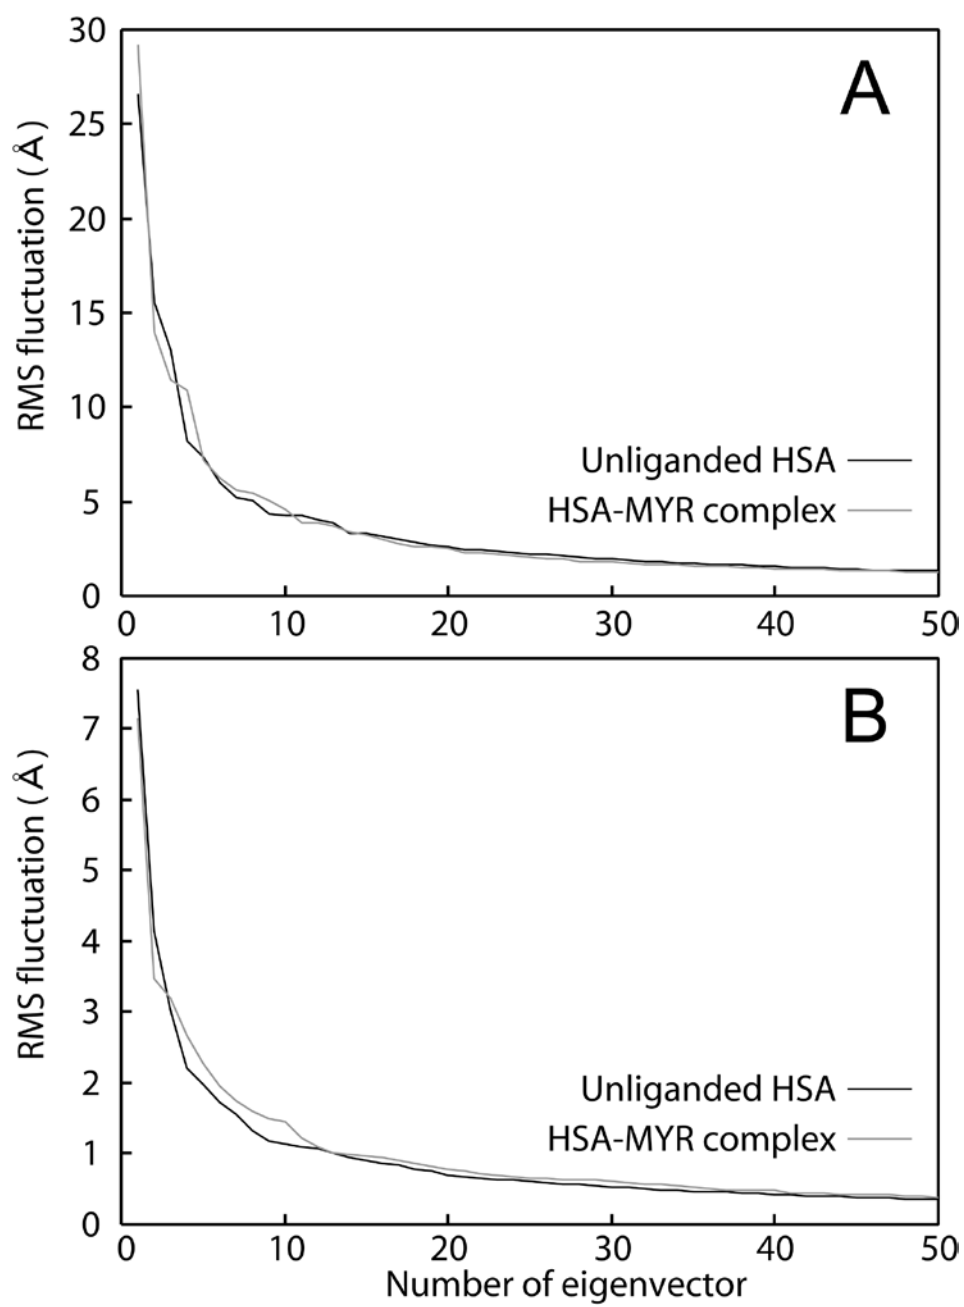 A
RMS fluctuation (Å)
30
25
20
15
10
5
0
Unliganded HSA
HSA-MYR complex
0 10 20 30 40 50
B
RMS fluctuation (Å)
8
7
6
5
4
3
2
1
0
Unliganded HSA
HSA-MYR complex
0 10 20 30 40 50
Number of eigenvector